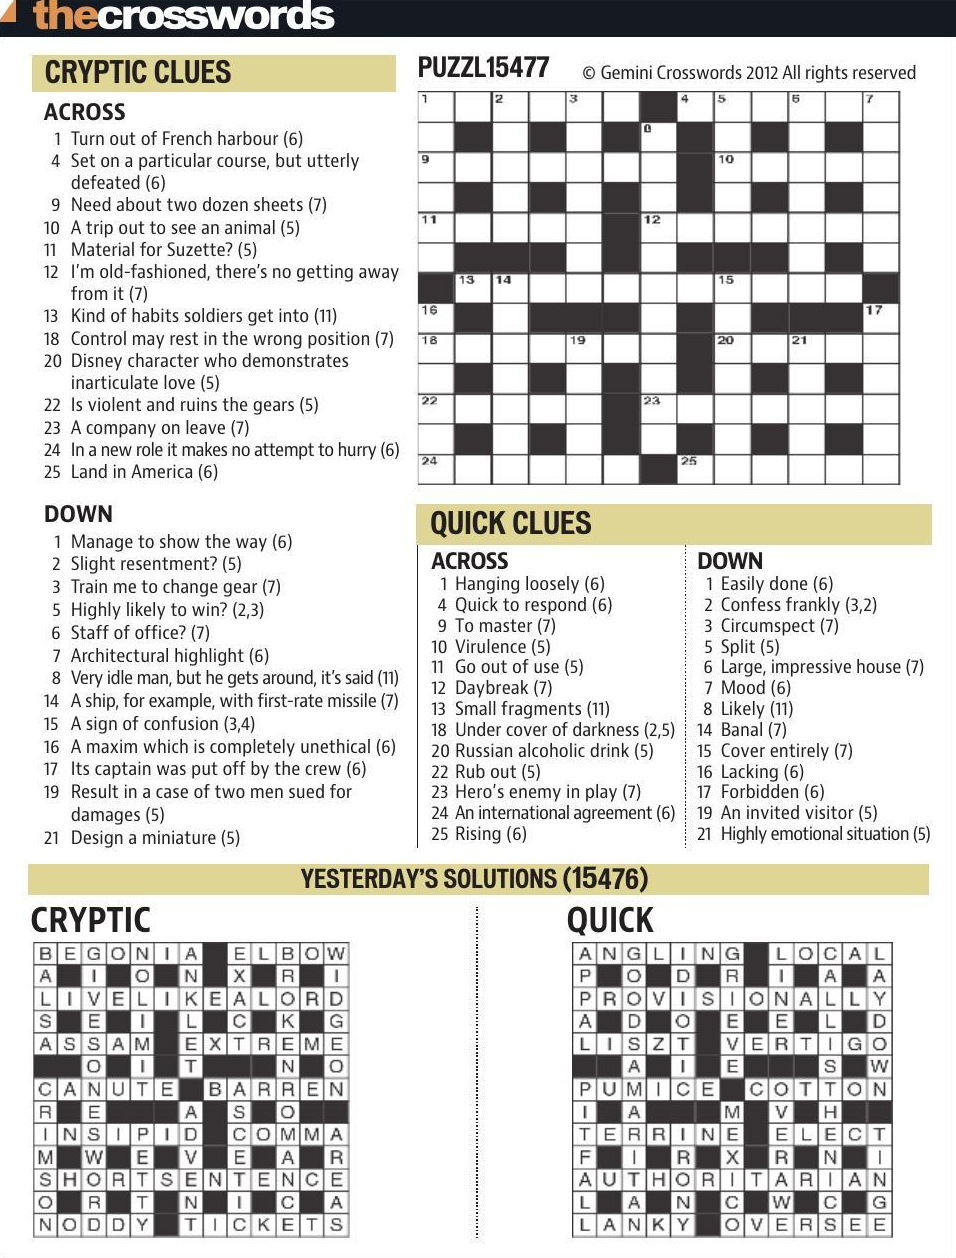 thecrosswords
CRYPTIC CLUES
ACROSS
1 Turn out of French harbour (6)
4 Set on a particular course, but utterly
defeated (6)
9 Need about two dozen sheets (7)
10 A trip out to see an animal (5)
11 Material for Suzette? (5)
12 I'm old-fashioned, there's no getting away
from it (7)
13 Kind of habits soldiers get into (11)
18 Control may rest in the wrong position (7)
20 Disney character who demonstrates
inarticulate love (5)
22 Is violent and ruins the gears (5)
23 A company on leave (7)
24 In a new role it makes no attempt to hurry (6)
25 Land in America (6)
DOWN
1 Manage to show the way (6)
2 Slight resentment? (5)
3 Train me to change gear (7)
5 Highly likely to win? (2,3)
6 Staff of office? (7)
7 Architectural highlight (6)
8 Very idle man, but he gets around, it's said (11)
14 A ship, for example, with first-rate missile (7)
15 A sign of confusion (3,4)
16 A maxim which is completely unethical (6)
17 Its captain was put off by the crew (6)
19 Result in a case of two men sued for
damages (5)
21 Design a miniature (5)
PUZZL15477 © Gemini Crosswords 2012 All rights reserved
1 2 3 4 5 6 7
8
9 10
11 12
13 14 15
16 17
18 19 20 21
22 23
24 25
QUICK CLUES
ACROSS
1 Hanging loosely (6)
4 Quick to respond (6)
9 To master (7)
10 Virulence (5)
11 Go out of use (5)
12 Daybreak (7)
13 Small fragments (11)
18 Under cover of darkness (2,5)
20 Russian alcoholic drink (5)
22 Rub out (5)
23 Hero's enemy in play (7)
24 An international agreement (6)
25 Rising (6)
DOWN
1 Easily done (6)
2 Confess frankly (3,2)
3 Circumspect (7)
5 Split (5)
6 Large, impressive house (7)
7 Mood (6)
8 Likely (11)
14 Banal (7)
15 Cover entirely (7)
16 Lacking (6)
17 Forbidden (6)
19 An invited visitor (5)
21 Highly emotional situation (5)
YESTERDAY'S SOLUTIONS (15476)
CRYPTIC
BEGONIA ELBOW
A I O N X R I
LIVELIKEALORD
S E I L C K G
ASSAM EXTREME
O I T N O
CANUTE BARREN
R E A S O
INSIPID COMMA
M W E V E A R
SHORTSENTENCE
O R T N I C A
NODDY TICKETS
QUICK
ANGLING LOCAL
P O D R I A A
PROVISIONALLY
A D O E E L D
LISZT VERTIGO
A I E S W
PUMICE COTTON
I A M V H
TERRINE ELECT
F I R X R N I
AUTHORITARIAN
L A N C W C G
LANKY OVERSEE